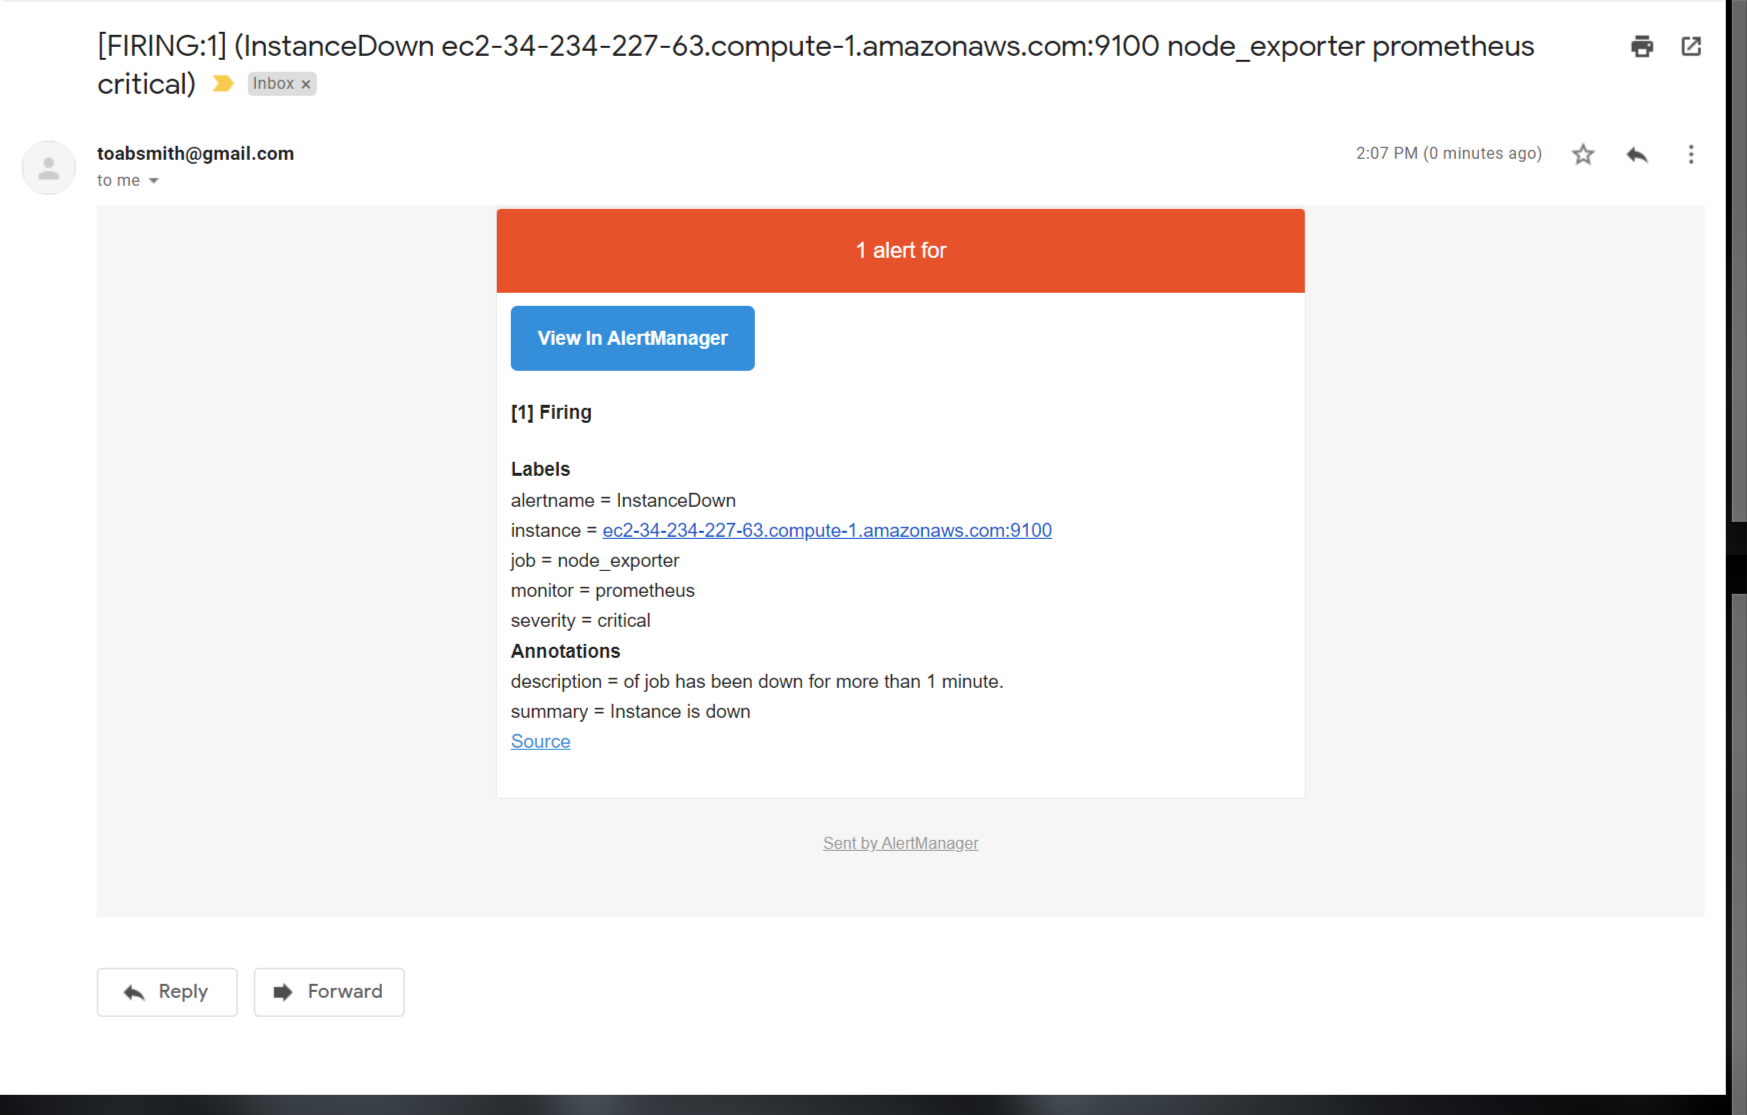 [FIRING:1] (InstanceDown ec2-34-234-227-63.compute-1.amazonaws.com:9100 node_exporter prometheus
critical) Inbox ×
toabsmith@gmail.com
2:07 PM (0 minutes ago)
to me
1 alert for
View In AlertManager
[1] Firing
Labels
alertname = InstanceDown
instance = ec2-34-234-227-63.compute-1.amazonaws.com:9100
job = node_exporter
monitor = prometheus
severity = critical
Annotations
description = of job has been down for more than 1 minute.
summary = Instance is down
Source
Sent by AlertManager
Reply
Forward